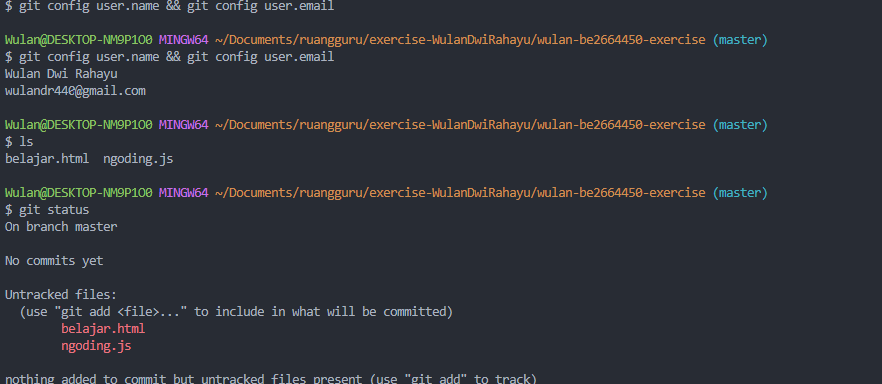 $ git config user.name && git config user.email
Wulan@DESKTOP-NM9P1O0 MINGW64 ~/Documents/ruangguru/exercise-WulanDwiRahayu/wulan-be2664450-exercise (master)
$ git config user.name && git config user.email
Wulan Dwi Rahayu
wulandr440@gmail.com
Wulan@DESKTOP-NM9P1O0 MINGW64 ~/Documents/ruangguru/exercise-WulanDwiRahayu/wulan-be2664450-exercise (master)
$ ls
belajar.html  ngoding.js
Wulan@DESKTOP-NM9P1O0 MINGW64 ~/Documents/ruangguru/exercise-WulanDwiRahayu/wulan-be2664450-exercise (master)
$ git status
On branch master
No commits yet
Untracked files:
  (use "git add <file>..." to include in what will be committed)
        belajar.html
        ngoding.js
nothing added to commit but untracked files present (use "git add" to track)